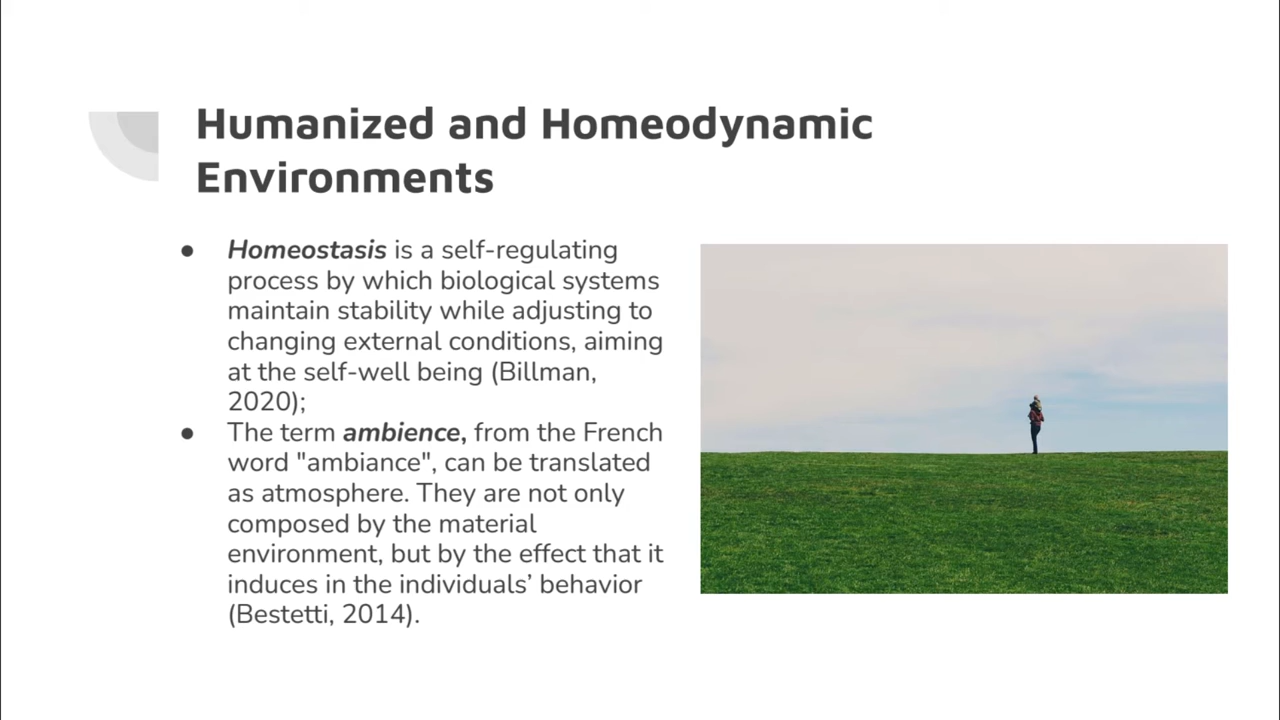 Humanized and Homeodynamic
Environments
● Homeostasis is a self-regulating
process by which biological systems
maintain stability while adjusting to
changing external conditions, aiming
at the self-well being (Billman,
2020);
● The term ambience, from the French
word "ambiance", can be translated
as atmosphere. They are not only
composed by the material
environment, but by the effect that it
induces in the individuals’ behavior
(Bestetti, 2014).